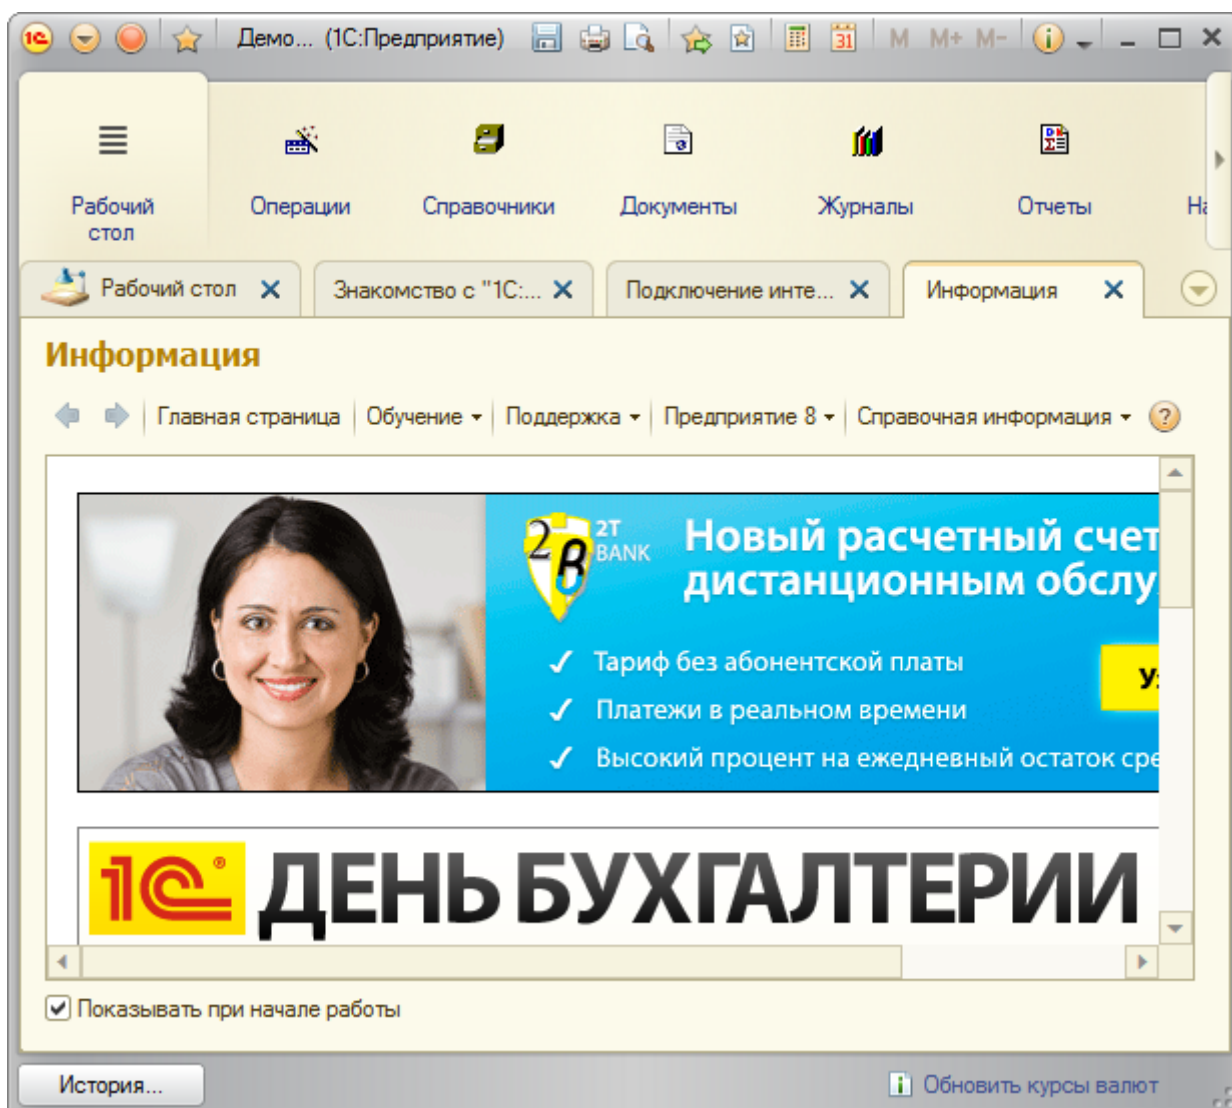 1С Демо... (1С:Предприятие) 31 M M+ M-
Рабочий
стол
Операции
Справочники
Документы
Журналы
Отчеты
Рабочий стол
Знакомство с "1С:...
Подключение инте...
Информация
Информация
Главная страница Обучение Поддержка Предприятие 8 Справочная информация ?
2В
2T
BANK
Новый расчетный счет
дистанционным обслу
Тариф без абонентской платы
Платежи в реальном времени
Высокий процент на ежедневный остаток сре
1С® ДЕНЬ БУХГАЛТЕРИИ
Показывать при начале работы
История...
Обновить курсы валют